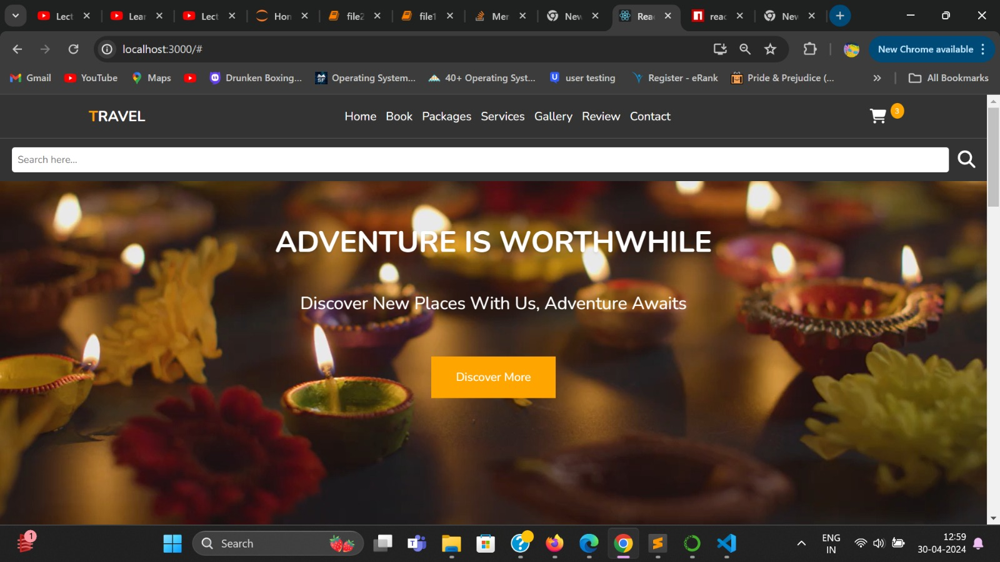 Lect
Lear
Lect
Hon
file2
file1
Mer
New
Rea
reac
New
localhost:3000/#
New Chrome available
Gmail
YouTube
Maps
Drunken Boxing...
Operating System...
40+ Operating Syst...
user testing
Register - eRank
Pride & Prejudice (...
All Bookmarks
TRAVEL
Home Book Packages Services Gallery Review Contact
3
Search here...
ADVENTURE IS WORTHWHILE
Discover New Places With Us, Adventure Awaits
Discover More
1
Search
ENG
IN
12:59
30-04-2024